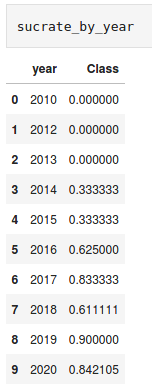 sucrate_by_year
year Class
0 2010 0.000000
1 2012 0.000000
2 2013 0.000000
3 2014 0.333333
4 2015 0.333333
5 2016 0.625000
6 2017 0.833333
7 2018 0.611111
8 2019 0.900000
9 2020 0.842105